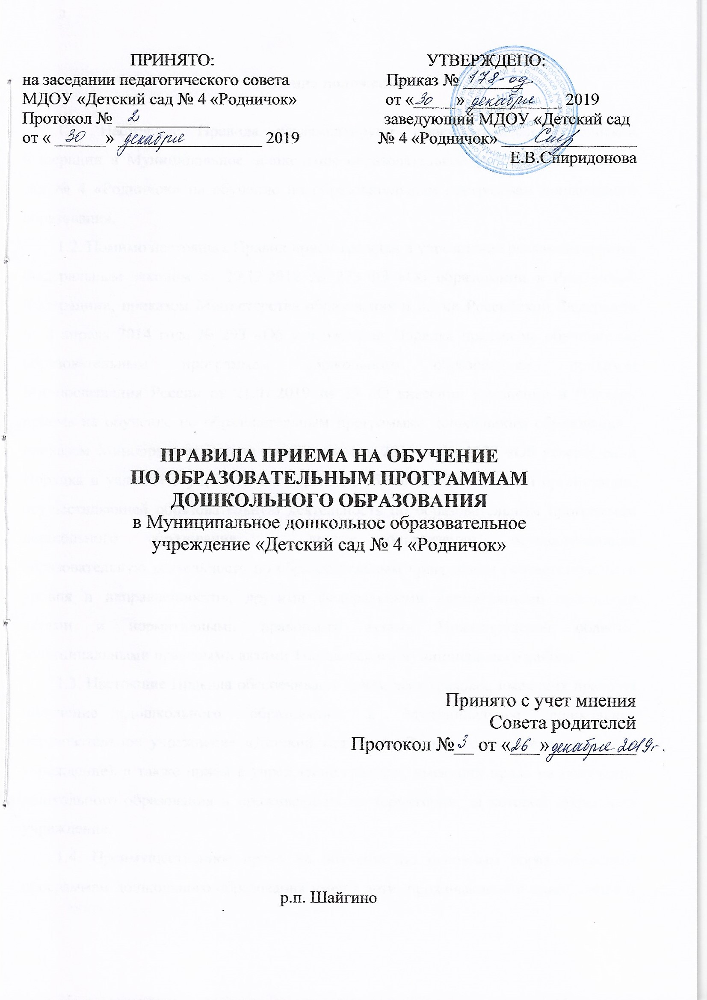 ПРИНЯТО:
на заседании педагогического совета
МДОУ «Детский сад № 4 «Родничок»
Протокол № 2
от « 30 » декабря 2019
УТВЕРЖДЕНО:
Приказ № 178-од
от «30» декабря 2019
заведующий МДОУ «Детский сад
№ 4 «Родничок»
Е.В.Спиридонова
ПРАВИЛА ПРИЕМА НА ОБУЧЕНИЕ
ПО ОБРАЗОВАТЕЛЬНЫМ ПРОГРАММАМ
ДОШКОЛЬНОГО ОБРАЗОВАНИЯ
в Муниципальное дошкольное образовательное
учреждение «Детский сад № 4 «Родничок»
Принято с учет мнения
Совета родителей
Протокол № 3 от «26» декабря 2019г.
р.п. Шайгино